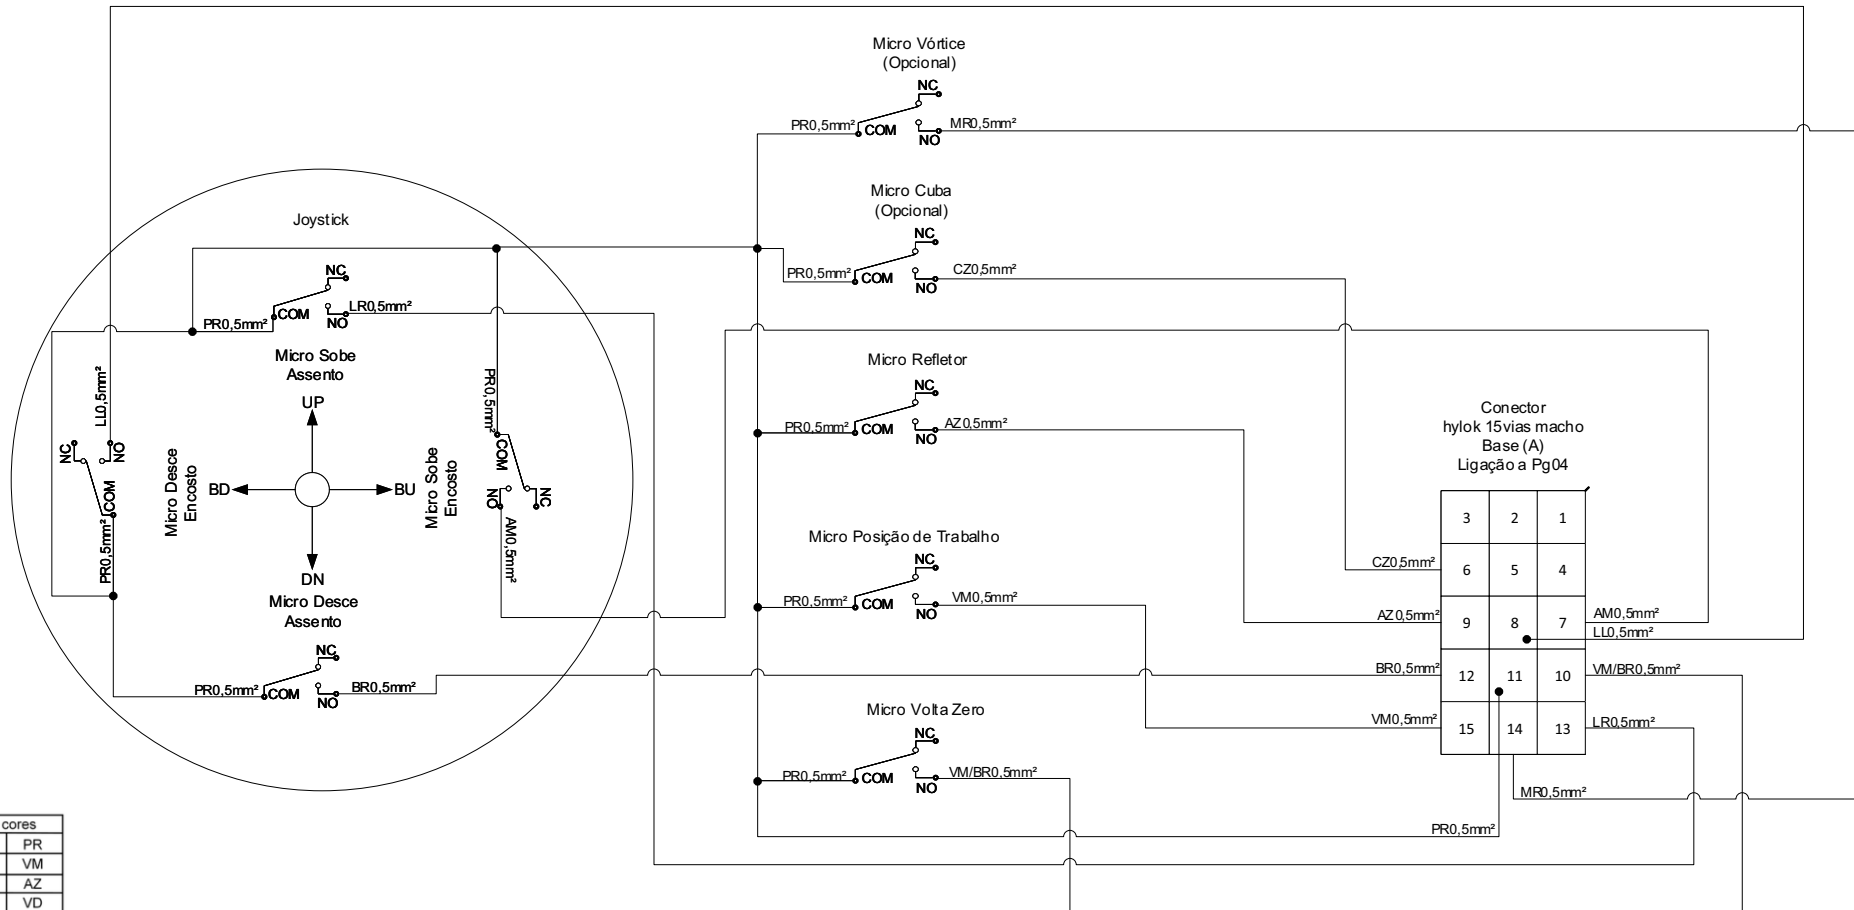 Micro Vórtice
(Opcional)
NC
PR0,5mm²
COM
NO
MR0,5mm²
Micro Cuba
(Opcional)
NC
PR0,5mm²
COM
NO
CZ0,5mm²
Joystick
NC
PR0,5mm²
COM
NO
LR0,5mm²
Micro Sobe
Assento
UP
LL0,5mm²
NC
NO
COM
PR0,5mm²
Micro Desce
Encosto
BD
BU
Micro Sobe
Encosto
PR0,5mm²
COM
NO
NC
AM0,5mm²
DN
Micro Desce
Assento
NC
PR0,5mm²
COM
NO
BR0,5mm²
Micro Refletor
NC
PR0,5mm²
COM
NO
AZ0,5mm²
Micro Posição de Trabalho
NC
PR0,5mm²
COM
NO
VM0,5mm²
Micro Volta Zero
NC
PR0,5mm²
COM
NO
VM/BR0,5mm²
Conector
hylok 15vias macho
Base (A)
Ligação a Pg04
3 2 1
CZ0,5mm² 6 5 4
AZ0,5mm² 9 8 7 AM0,5mm²
LL0,5mm²
BR0,5mm² 12 11 10 VM/BR0,5mm²
VM0,5mm² 15 14 13 LR0,5mm²
MR0,5mm²
PR0,5mm²
cores
PR
VM
AZ
VD